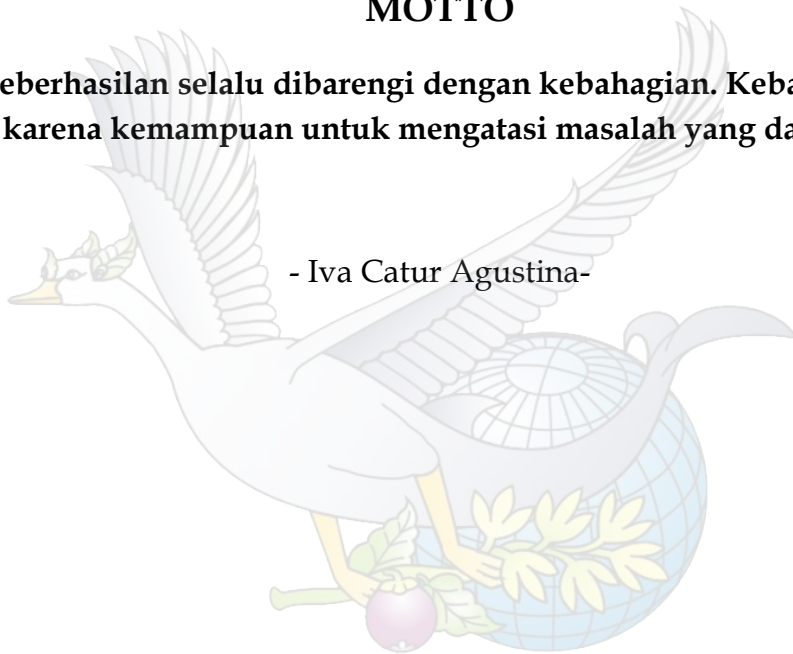 MOTTO
eberhasilan selalu dibarengi dengan kebahagian. Keba
karena kemampuan untuk mengatasi masalah yang da
- Iva Catur Agustina-